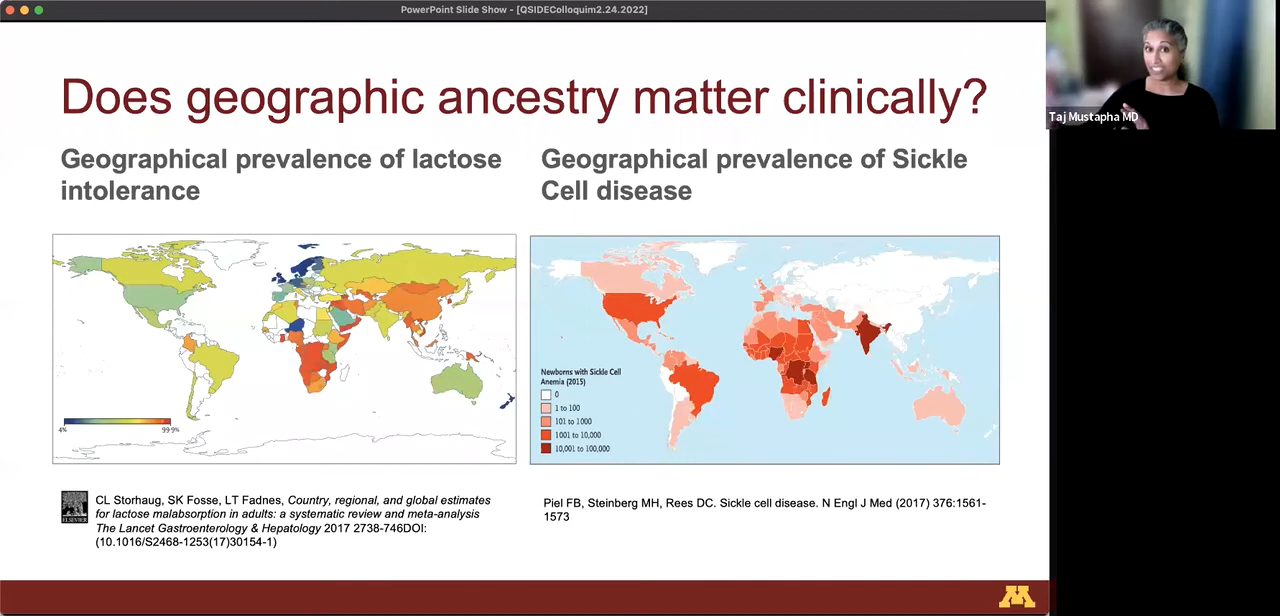 PowerPoint Slide Show - [QSIDEColloquim2.24.2022]
Does geographic ancestry matter clinically?
Taj Mustapha MD
Geographical prevalence of lactose
intolerance
Geographical prevalence of Sickle
Cell disease
4%
99·9%
Newborns with Sickle Cell
Anemia (2015)
0
1 to 100
101 to 1000
1001 to 10,000
10,001 to 100,000
ELSEVIER
CL Storhaug, SK Fosse, LT Fadnes, Country, regional, and global estimates
for lactose malabsorption in adults: a systematic review and meta-analysis
The Lancet Gastroenterology & Hepatology 2017 2738-746DOI:
(10.1016/S2468-1253(17)30154-1)
Piel FB, Steinberg MH, Rees DC. Sickle cell disease. N Engl J Med (2017) 376:1561-
1573
M